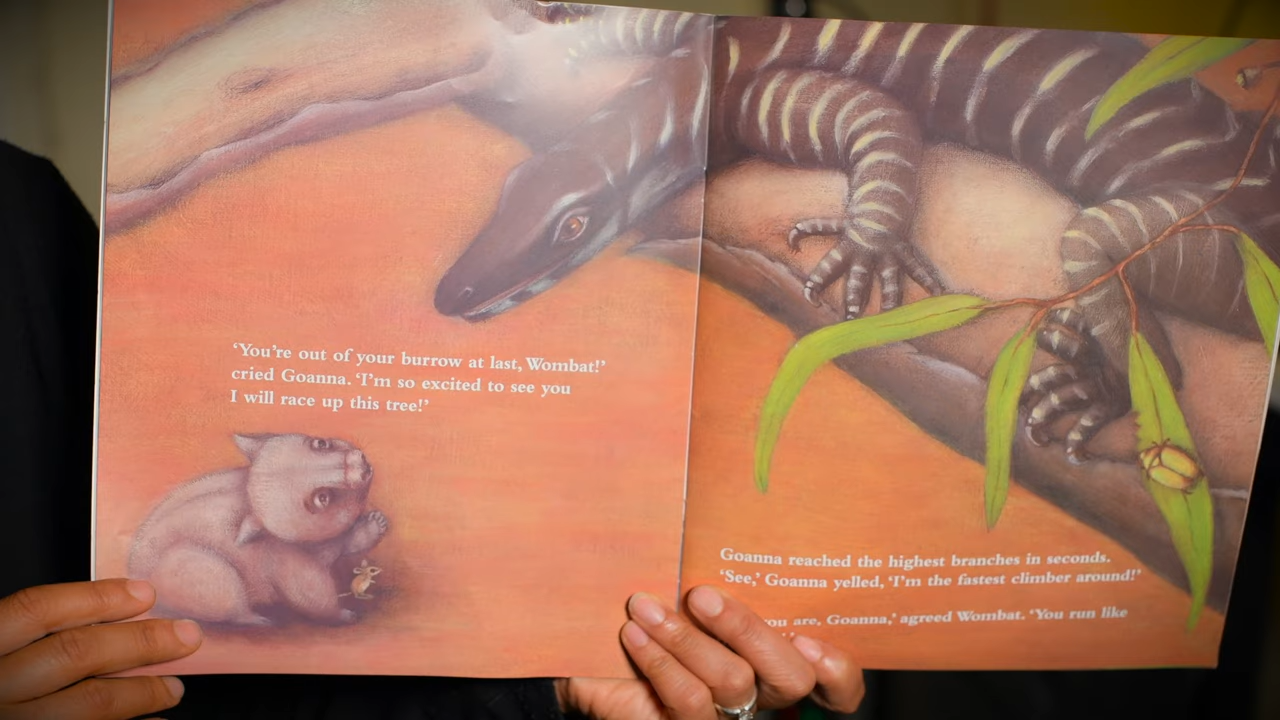 ‘You’re out of your burrow at last, Wombat!’
cried Goanna. ‘I’m so excited to see you
I will race up this tree!’
Goanna reached the highest branches in seconds.
‘See,’ Goanna yelled, ‘I’m the fastest climber around!’
you are, Goanna,’ agreed Wombat. ‘You run like